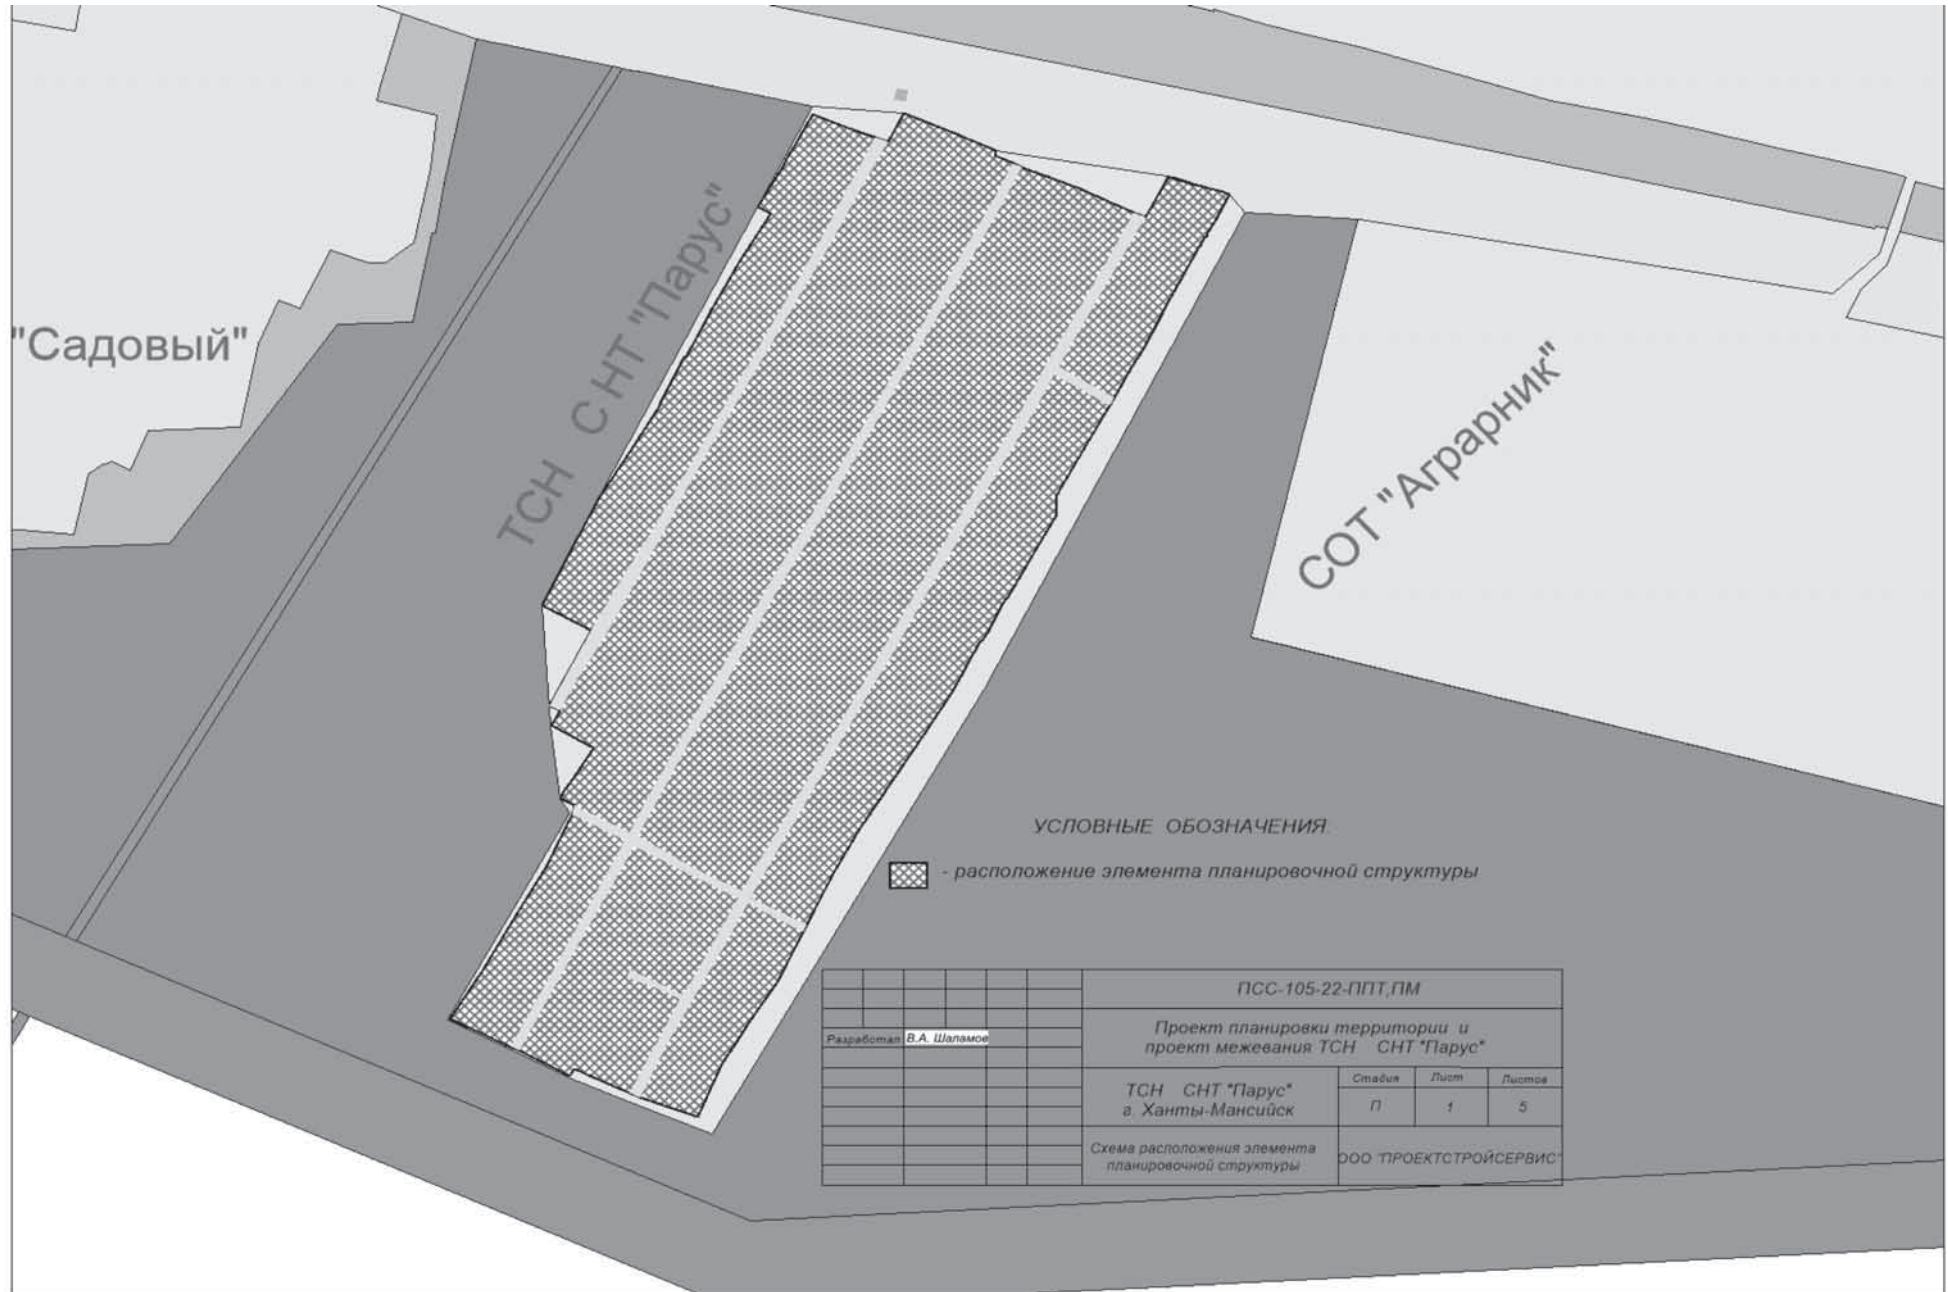 "Садовый"
ТСН СНТ "Парус"
СОТ "Аграрник"
УСЛОВНЫЕ ОБОЗНАЧЕНИЯ.
- расположение элемента планировочной структуры
ПСС-105-22-ППТ,ПМ
Разработал В.А. Шаламов
Проект планировки территории и
проект межевания ТСН СНТ "Парус"
ТСН СНТ "Парус"
г. Ханты-Мансийск
Стадия Лист Листов
П 1 5
Схема расположения элемента
планировочной структуры
ООО "ПРОЕКТСТРОЙСЕРВИС"